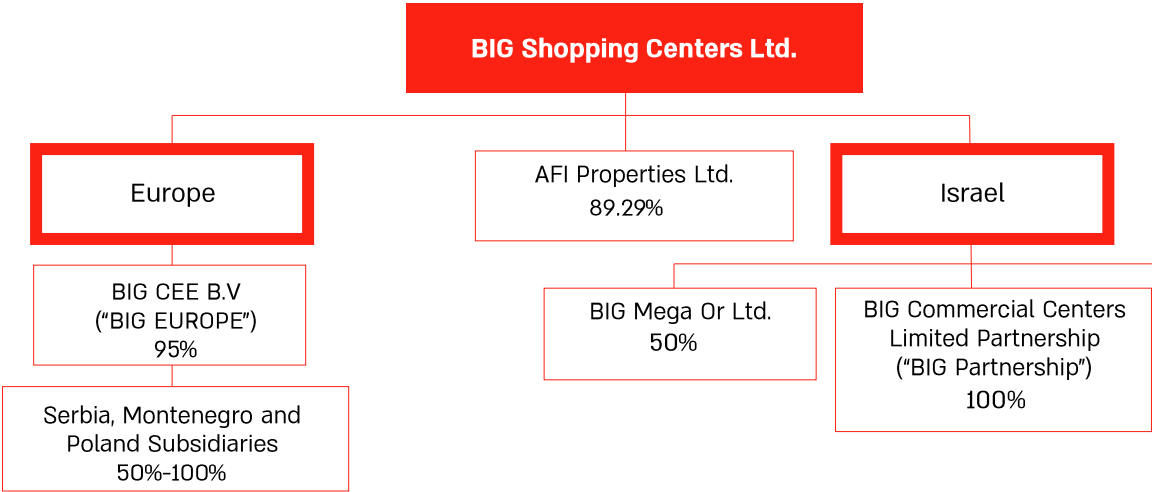 BIG Shopping Centers Ltd.
Europe
AFI Properties Ltd.
89.29%
Israel
BIG CEE B.V
(“BIG EUROPE”)
95%
BIG Mega Or Ltd.
50%
BIG Commercial Centers
Limited Partnership
(“BIG Partnership”)
100%
Serbia, Montenegro and
Poland Subsidiaries
50%-100%